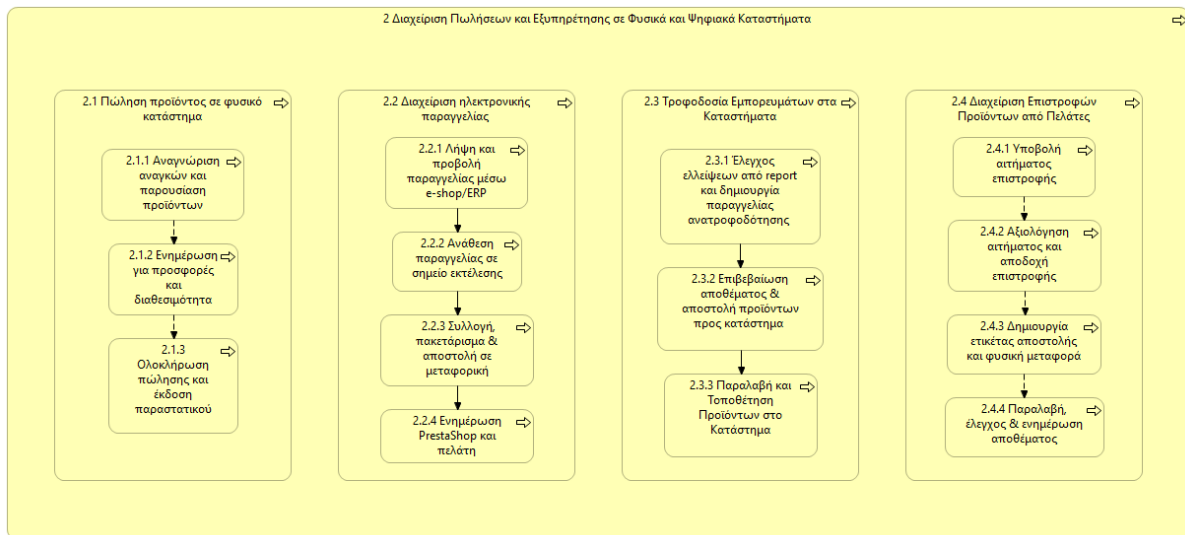 2 Διαχείριση Πωλήσεων και Εξυπηρέτησης σε Φυσικά και Ψηφιακά Καταστήματα
2.1 Πώληση προϊόντος σε φυσικό
κατάστημα
2.1.1 Αναγνώριση
αναγκών και
παρουσίαση
προϊόντων
2.1.2 Ενημέρωση
για προσφορές
και
διαθεσιμότητα
2.1.3
Ολοκλήρωση
πώλησης και
έκδοση
παραστατικού
2.2 Διαχείριση ηλεκτρονικής
παραγγελίας
2.2.1 Λήψη και
προβολή
παραγγελίας μέσω
e-shop/ERP
2.2.2 Ανάθεση
παραγγελίας σε
σημείο εκτέλεσης
2.2.3 Συλλογή,
πακετάρισμα &
αποστολή σε
μεταφορική
2.2.4 Ενημέρωση
PrestaShop και
πελάτη
2.3 Τροφοδοσία Εμπορευμάτων στα
Καταστήματα
2.3.1 Έλεγχος
ελλείψεων από report
και δημιουργία
παραγγελίας
ανατροφοδότησης
2.3.2 Επιβεβαίωση
αποθέματος &
αποστολή προϊόντων
προς κατάστημα
2.3.3 Παραλαβή και
Τοποθέτηση
Προϊόντων στο
Κατάστημα
2.4 Διαχείριση Επιστροφών
Προϊόντων από Πελάτες
2.4.1 Υποβολή
αιτήματος
επιστροφής
2.4.2 Αξιολόγηση
αιτήματος και
αποδοχή
επιστροφής
2.4.3 Δημιουργία
ετικέτας αποστολής
και φυσική μεταφορά
2.4.4 Παραλαβή,
έλεγχος & ενημέρωση
αποθέματος